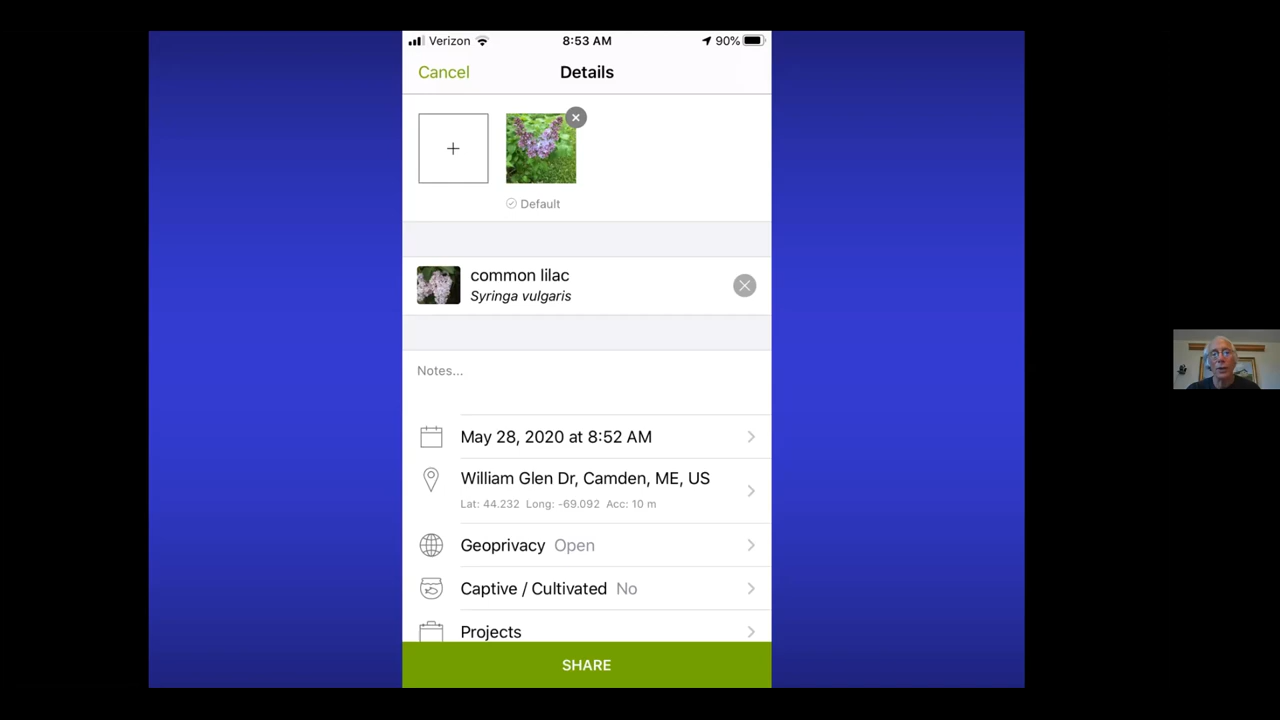 Verizon 8:53 AM 90%
Cancel Details
Default
common lilac
Syringa vulgaris
Notes...
May 28, 2020 at 8:52 AM
William Glen Dr, Camden, ME, US
Lat: 44.232 Long: -69.092 Acc: 10 m
Geoprivacy Open
Captive / Cultivated No
Projects
SHARE